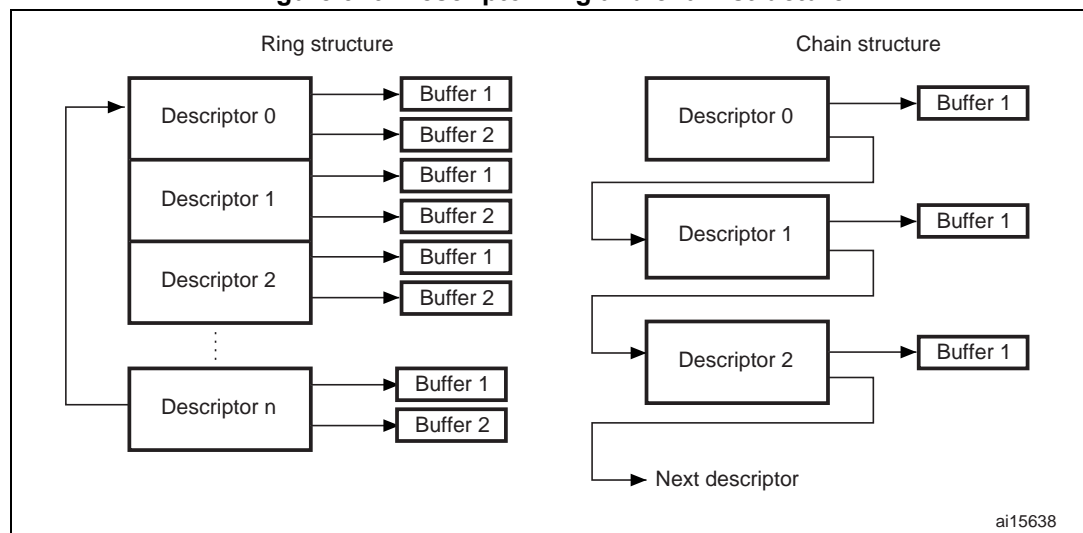 Ring structure
Descriptor 0
Buffer 1
Buffer 2
Descriptor 1
Buffer 1
Buffer 2
Descriptor 2
Buffer 1
Buffer 2
Descriptor n
Buffer 1
Buffer 2
Chain structure
Descriptor 0
Buffer 1
Descriptor 1
Buffer 1
Descriptor 2
Buffer 1
Next descriptor
ai15638